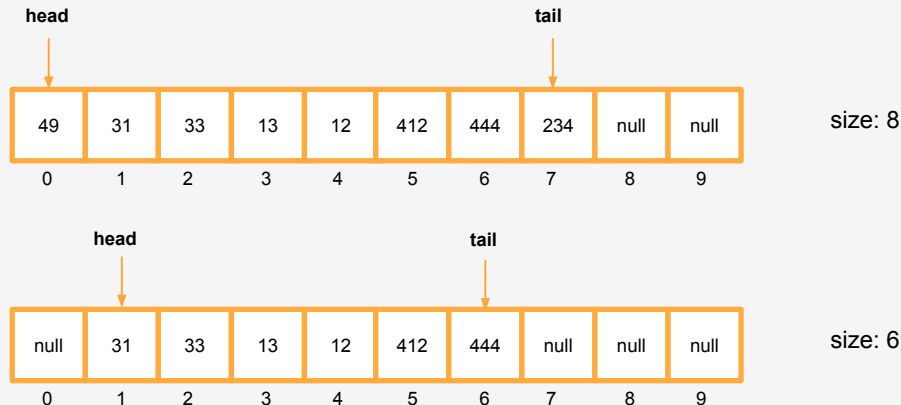 head tail
49 31 33 13 12 412 444 234 null null size: 8
0 1 2 3 4 5 6 7 8 9
head tail
null 31 33 13 12 412 444 null null null size: 6
0 1 2 3 4 5 6 7 8 9